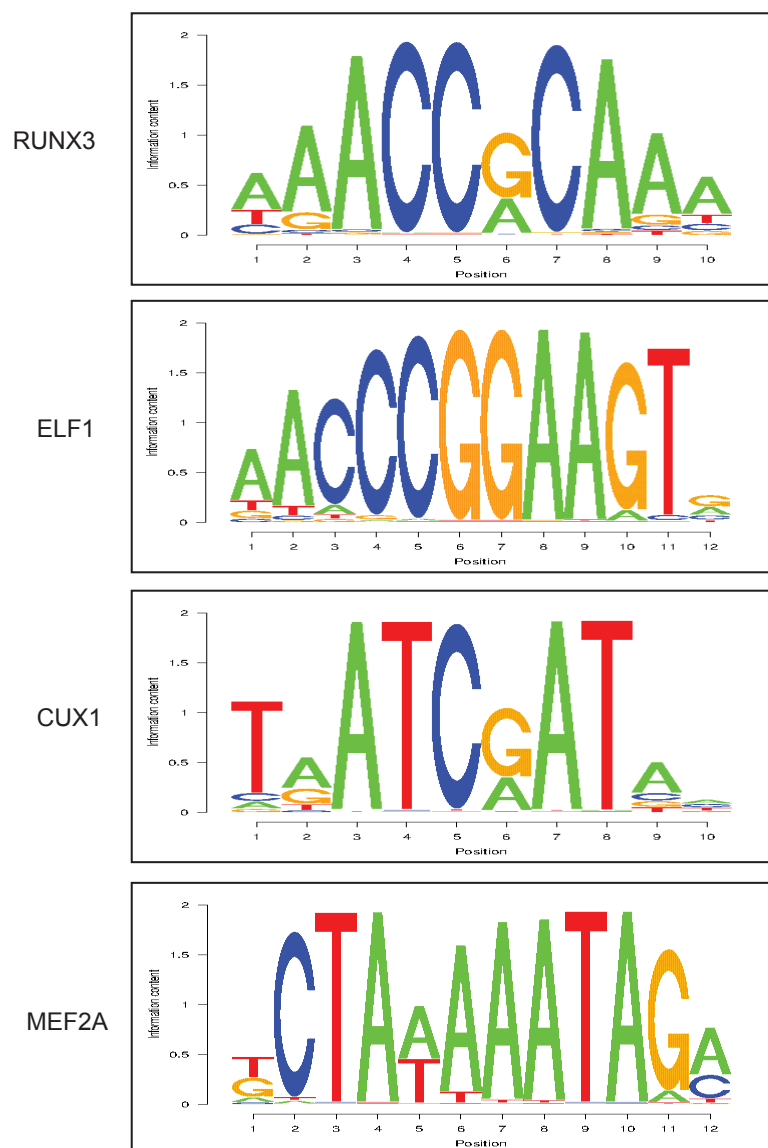 RUNX3
Information content
2
1.5
1
0.5
0
1 2 3 4 5 6 7 8 9 10
Position
A A A C C G C A A A
T G A G T
C C C
ELF1
Information content
2
1.5
1
0.5
0
1 2 3 4 5 6 7 8 9 10 11 12
Position
A A C C C G G A A G T G
T T A A C A
G C T C
CUX1
Information content
2
1.5
1
0.5
0
1 2 3 4 5 6 7 8 9 10
Position
T A A T C G A T A A
C G A C
A T G
MEF2A
Information content
2
1.5
1
0.5
0
1 2 3 4 5 6 7 8 9 10 11 12
Position
T C T A A A A A T A G A
G T T A C